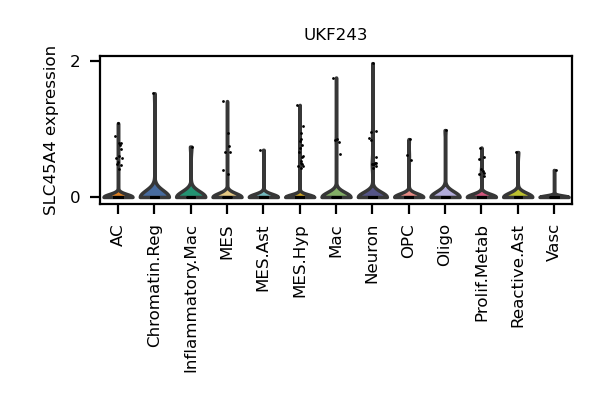 UKF243
SLC45A4 expression
2
0
AC
Chromatin.Reg
Inflammatory.Mac
MES
MES.Ast
MES.Hyp
Mac
Neuron
OPC
Oligo
Prolif.Metab
Reactive.Ast
Vasc